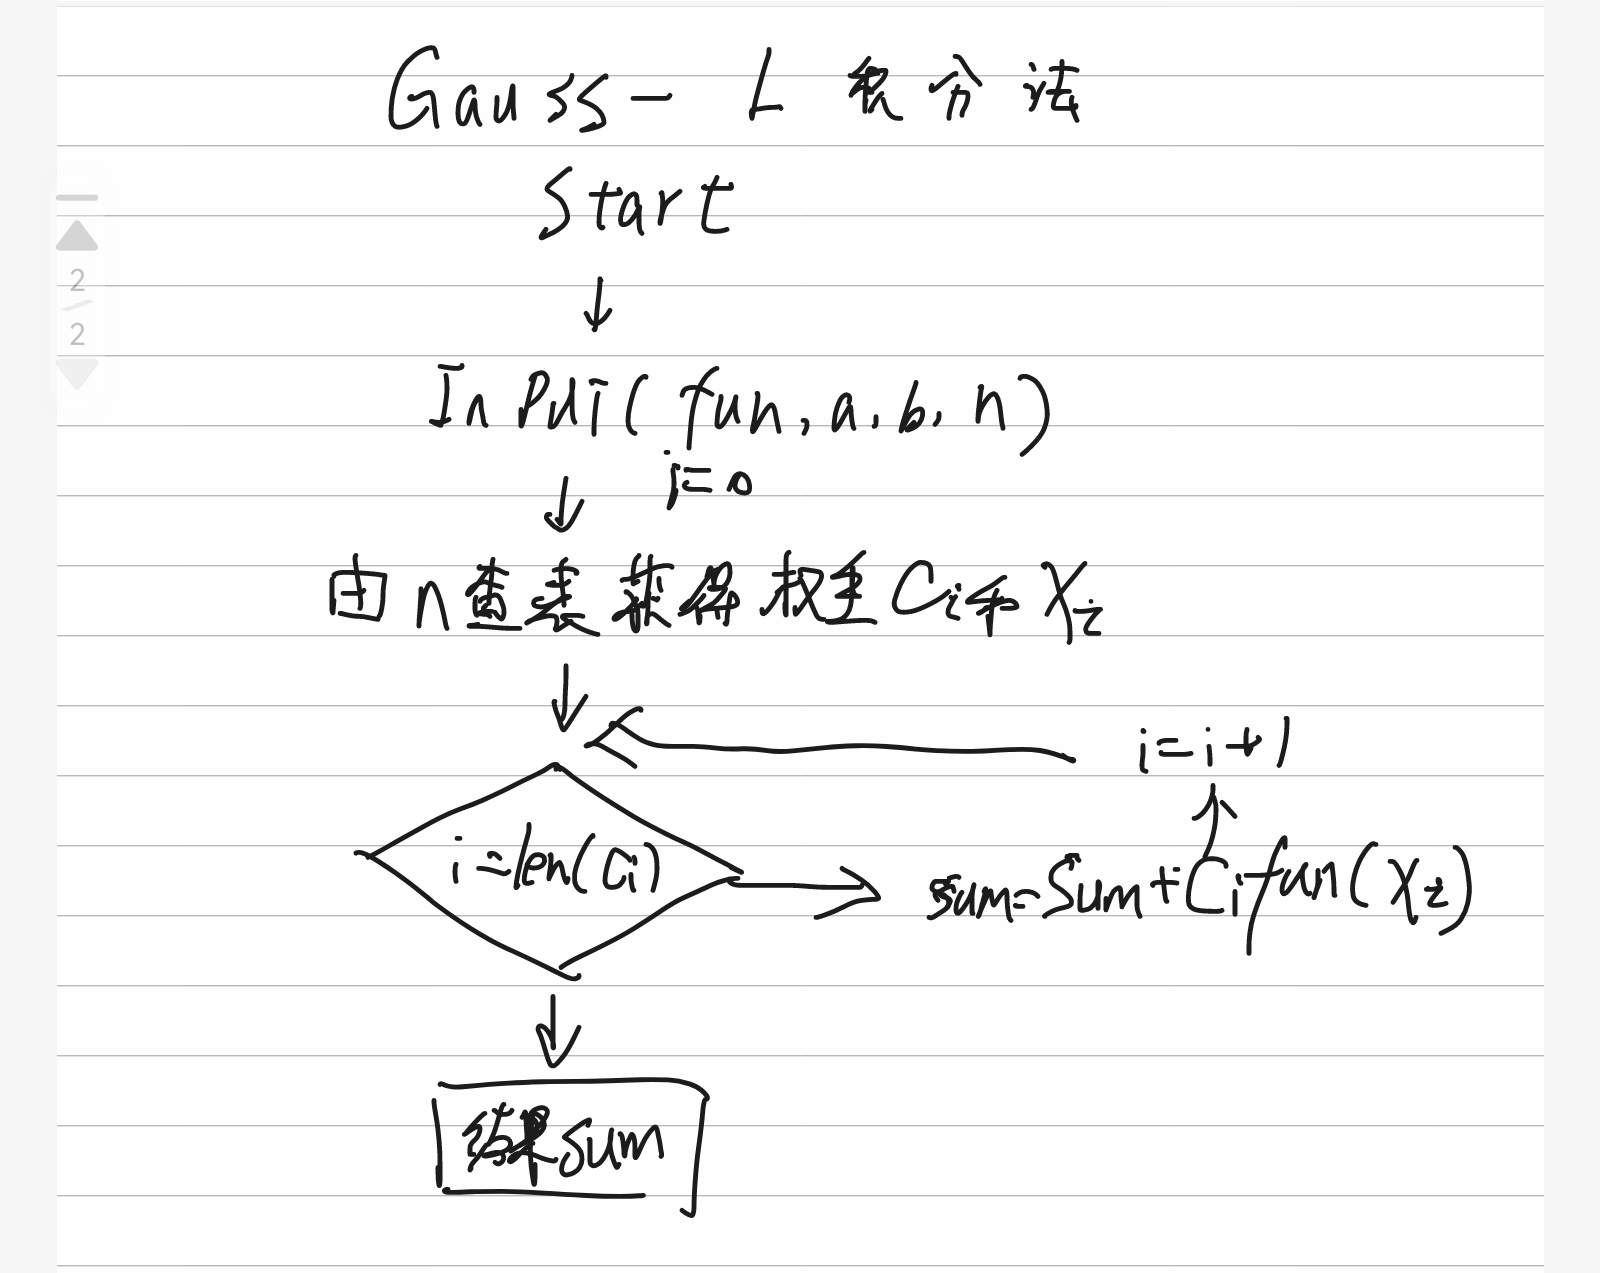 Gauss - L 积分法
Start
InPut(fun, a, b, n)
i=0
由n查表获得权重Ci和Xi
i=i+1
i=len(Ci)
sum=Sum+Cifun(Xi)
结果sum
2
2